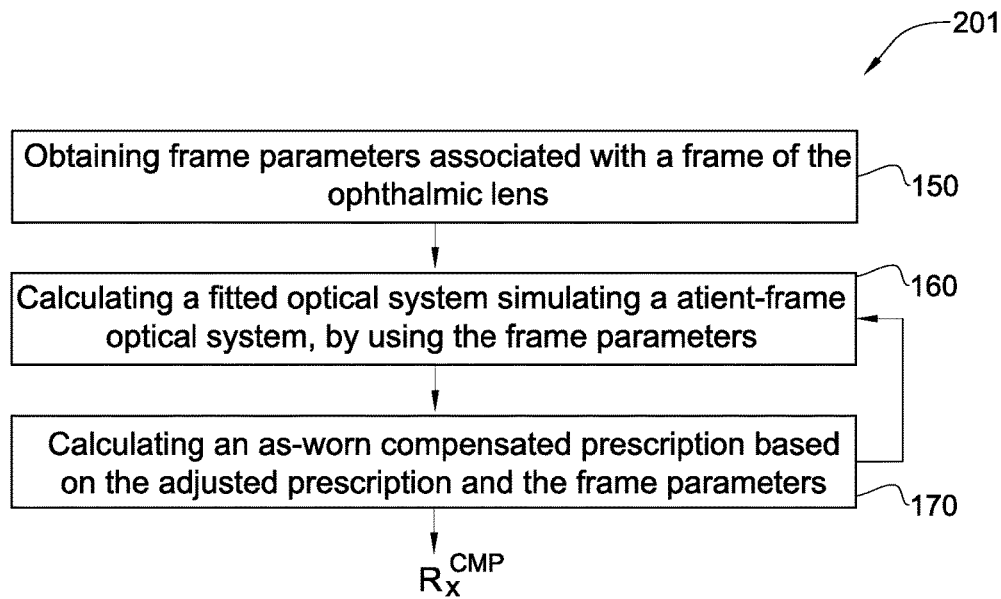 201
Obtaining frame parameters associated with a frame of the
ophthalmic lens
150
160
Calculating a fitted optical system simulating a atient-frame
optical system, by using the frame parameters
Calculating an as-worn compensated prescription based
on the adjusted prescription and the frame parameters
170
RxCMP